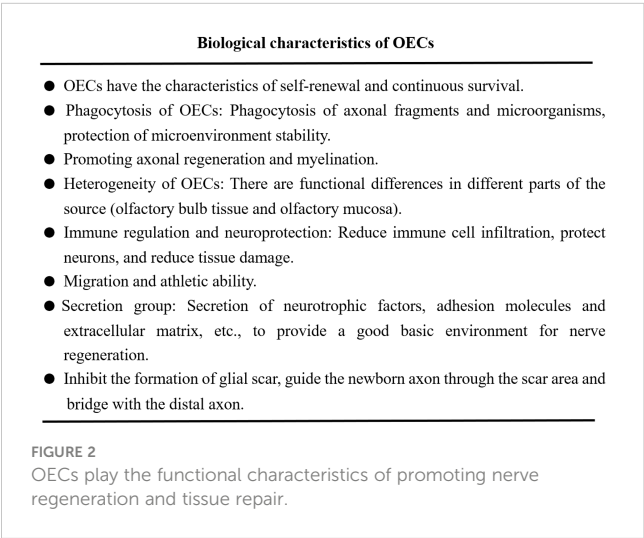 Biological characteristics of OECs
● OECs have the characteristics of self-renewal and continuous survival.
● Phagocytosis of OECs: Phagocytosis of axonal fragments and microorganisms,
protection of microenvironment stability.
● Promoting axonal regeneration and myelination.
● Heterogeneity of OECs: There are functional differences in different parts of the
source (olfactory bulb tissue and olfactory mucosa).
● Immune regulation and neuroprotection: Reduce immune cell infiltration, protect
neurons, and reduce tissue damage.
● Migration and athletic ability.
● Secretion group: Secretion of neurotrophic factors, adhesion molecules and
extracellular matrix, etc., to provide a good basic environment for nerve
regeneration.
● Inhibit the formation of glial scar, guide the newborn axon through the scar area and
bridge with the distal axon.
FIGURE 2
OECs play the functional characteristics of promoting nerve
regeneration and tissue repair.